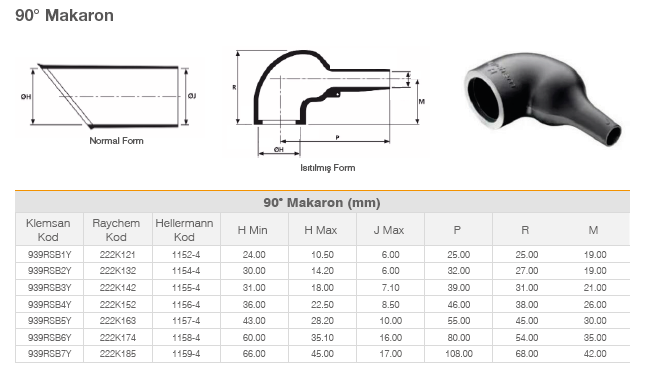 90° Makaron
ØH
ØJ
Normal Form
R
M
P
ØH
Isıtılmış Form
90° Makaron (mm)
Klemsan Kod Raychem Kod Hellermann Kod H Min H Max J Max P R M
939RSB1Y 222K121 1152-4 24.00 10.50 6.00 25.00 25.00 19.00
939RSB2Y 222K132 1154-4 30.00 14.20 6.00 32.00 27.00 19.00
939RSB3Y 222K142 1155-4 31.00 18.00 7.10 39.00 31.00 21.00
939RSB4Y 222K152 1156-4 36.00 22.50 8.50 46.00 38.00 26.00
939RSB5Y 222K163 1157-4 43.00 28.20 10.00 55.00 45.00 30.00
939RSB6Y 222K174 1158-4 60.00 35.10 16.00 80.00 54.00 35.00
939RSB7Y 222K185 1159-4 66.00 45.00 17.00 108.00 68.00 42.00